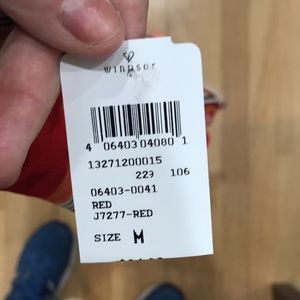 windsor
4 06403 04080 1
13271200015
229 106
06403-0041
RED
J7277-RED
SIZE M